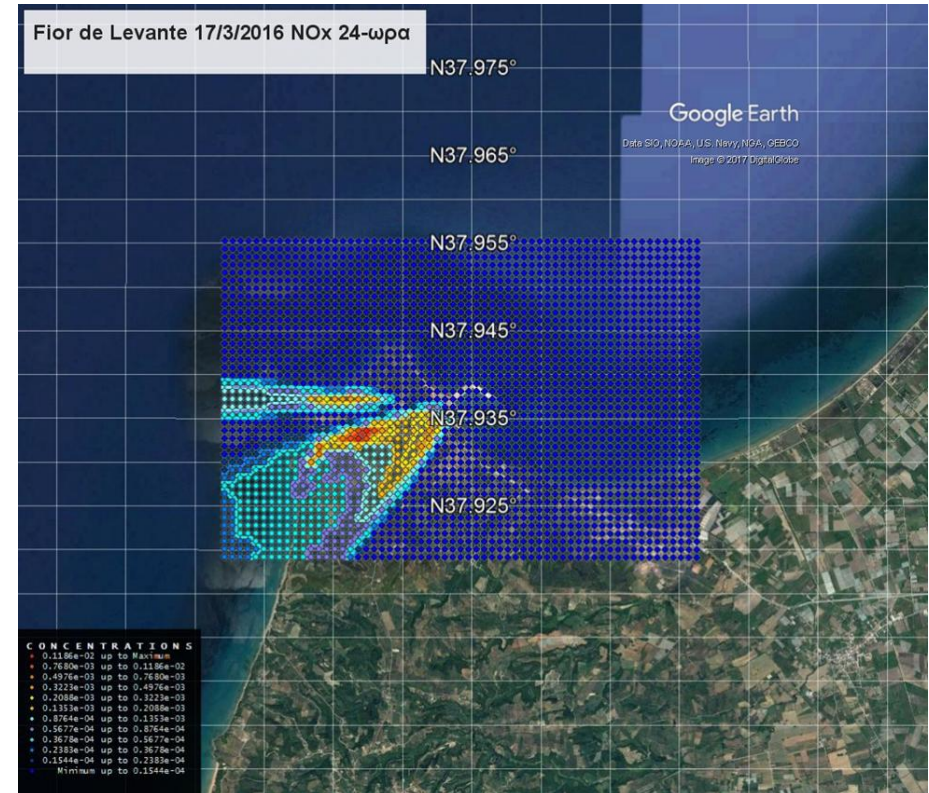 Fior de Levante 17/3/2016 NOx 24-ωρα
N37.975°
Google Earth
Data SIO, NOAA, U.S. Navy, NGA, GEBCO
Image © 2017 DigitalGlobe
N37.965°
N37.955°
N37.945°
N37.935°
N37.925°
CONCENTRATIONS
0.1186e-02 up to Maximum
0.7680e-03 up to 0.1186e-02
0.4976e-03 up to 0.7680e-03
0.3223e-03 up to 0.4976e-03
0.2088e-03 up to 0.3223e-03
0.1353e-03 up to 0.2088e-03
0.8764e-04 up to 0.1353e-03
0.5677e-04 up to 0.8764e-04
0.3678e-04 up to 0.5677e-04
0.2383e-04 up to 0.3678e-04
0.1544e-04 up to 0.2383e-04
Minimum up to 0.1544e-04